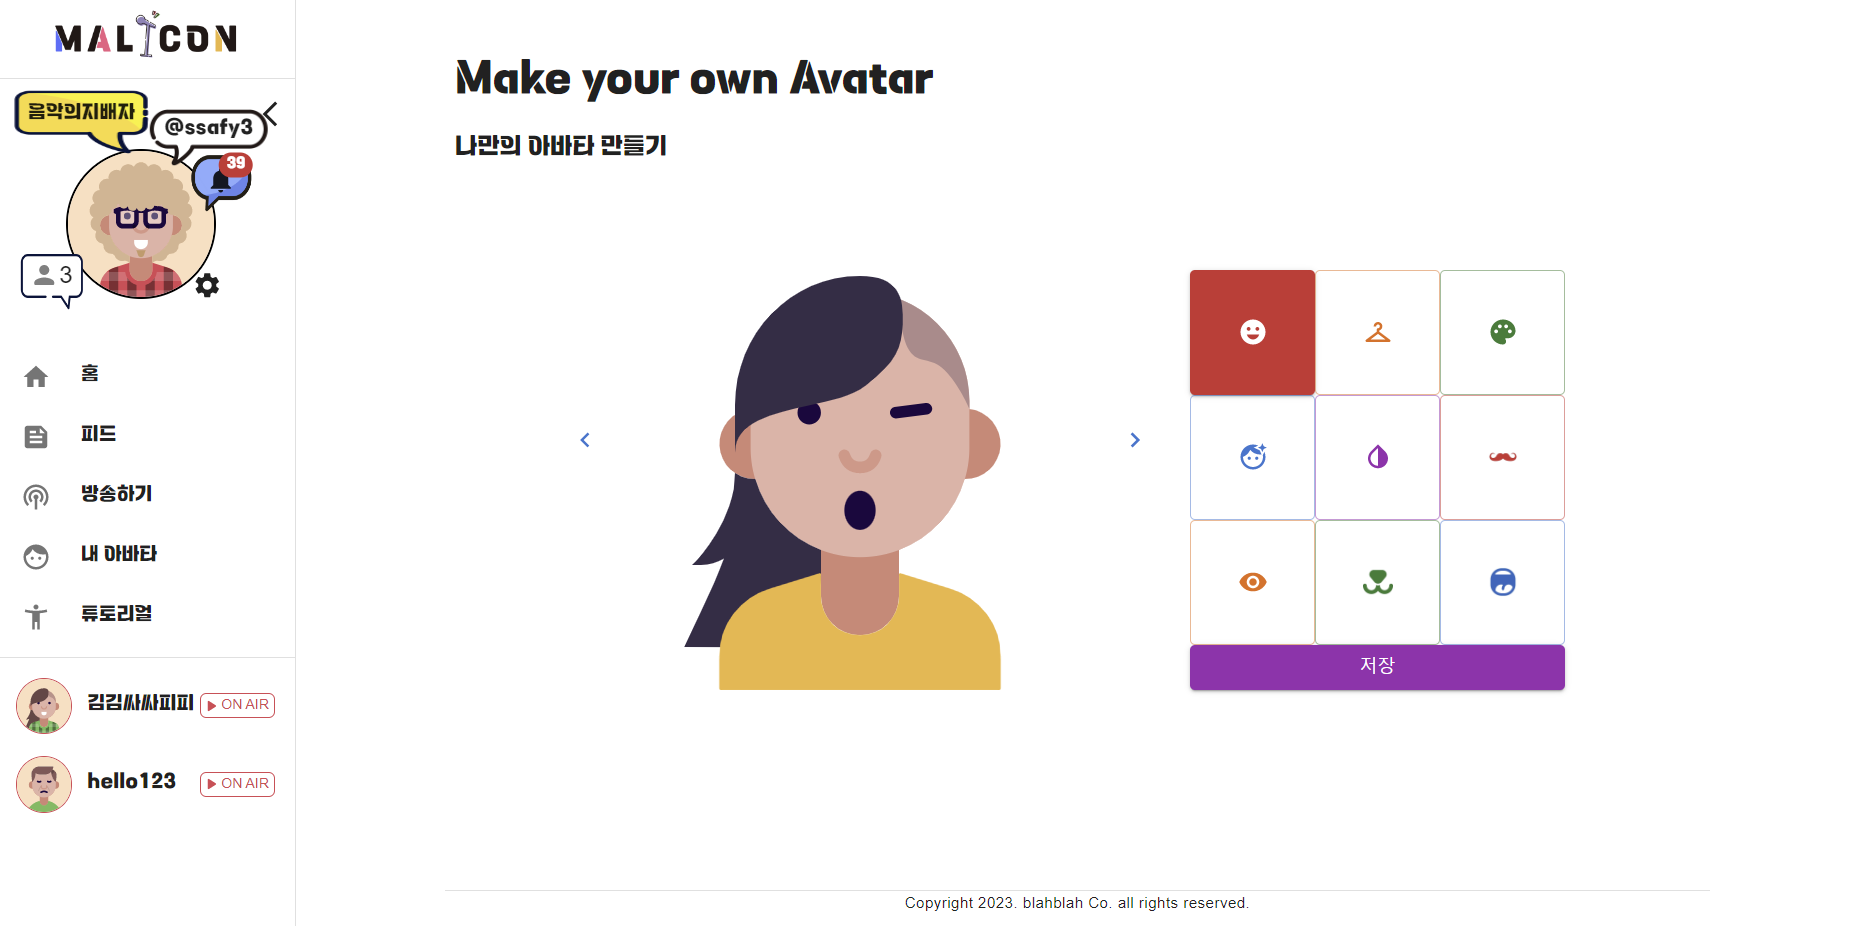 MALICON
음악의지배자
@ssafy3
39
3
홈
피드
방송하기
내 아바타
튜토리얼
김김싸싸피피 ON AIR
hello123 ON AIR
Make your own Avatar
나만의 아바타 만들기
저장
Copyright 2023. blahblah Co. all rights reserved.